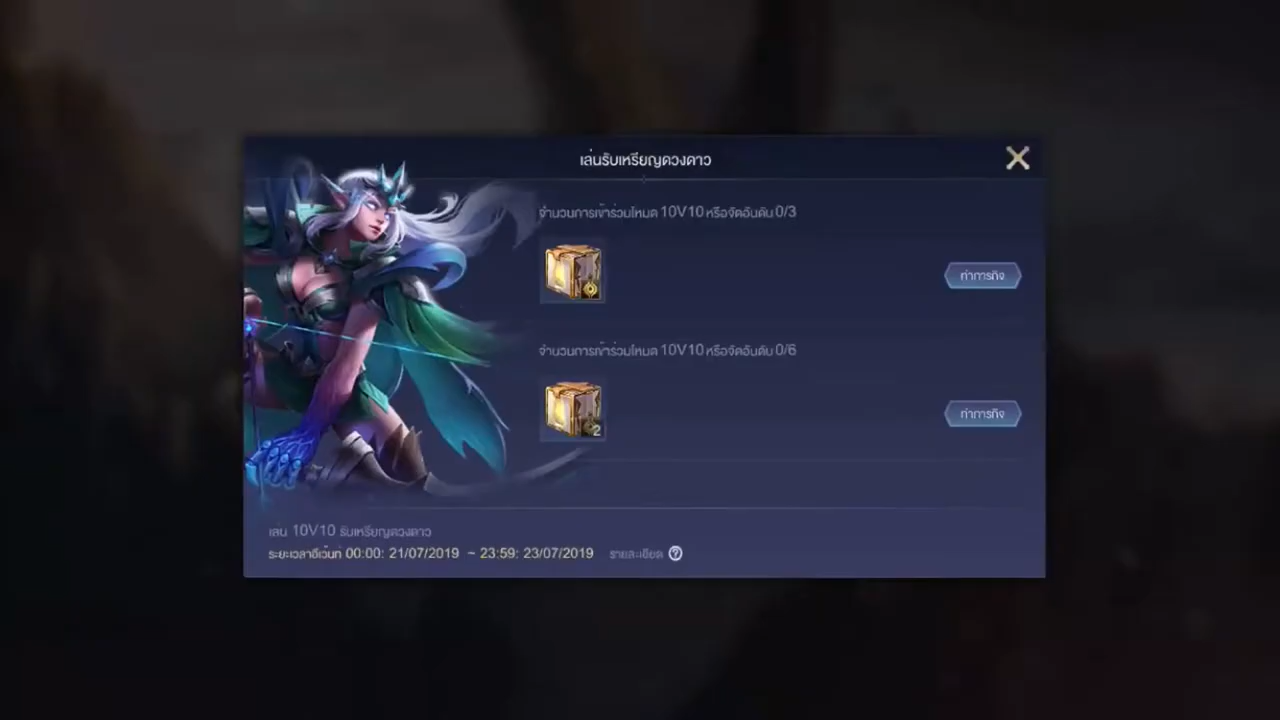 เล่นรับเหรียญดวงดาว
จำนวนการเข้าร่วมโหมด 10V10 หรือจัดอันดับ 0/3
ทำภารกิจ
จำนวนการเข้าร่วมโหมด 10V10 หรือจัดอันดับ 0/6
2
ทำภารกิจ
เล่น 10V10 รับเหรียญดวงดาว
ระยะเวลาอีเว้นท์ 00:00: 21/07/2019 ~ 23:59: 23/07/2019 รายละเอียด ?